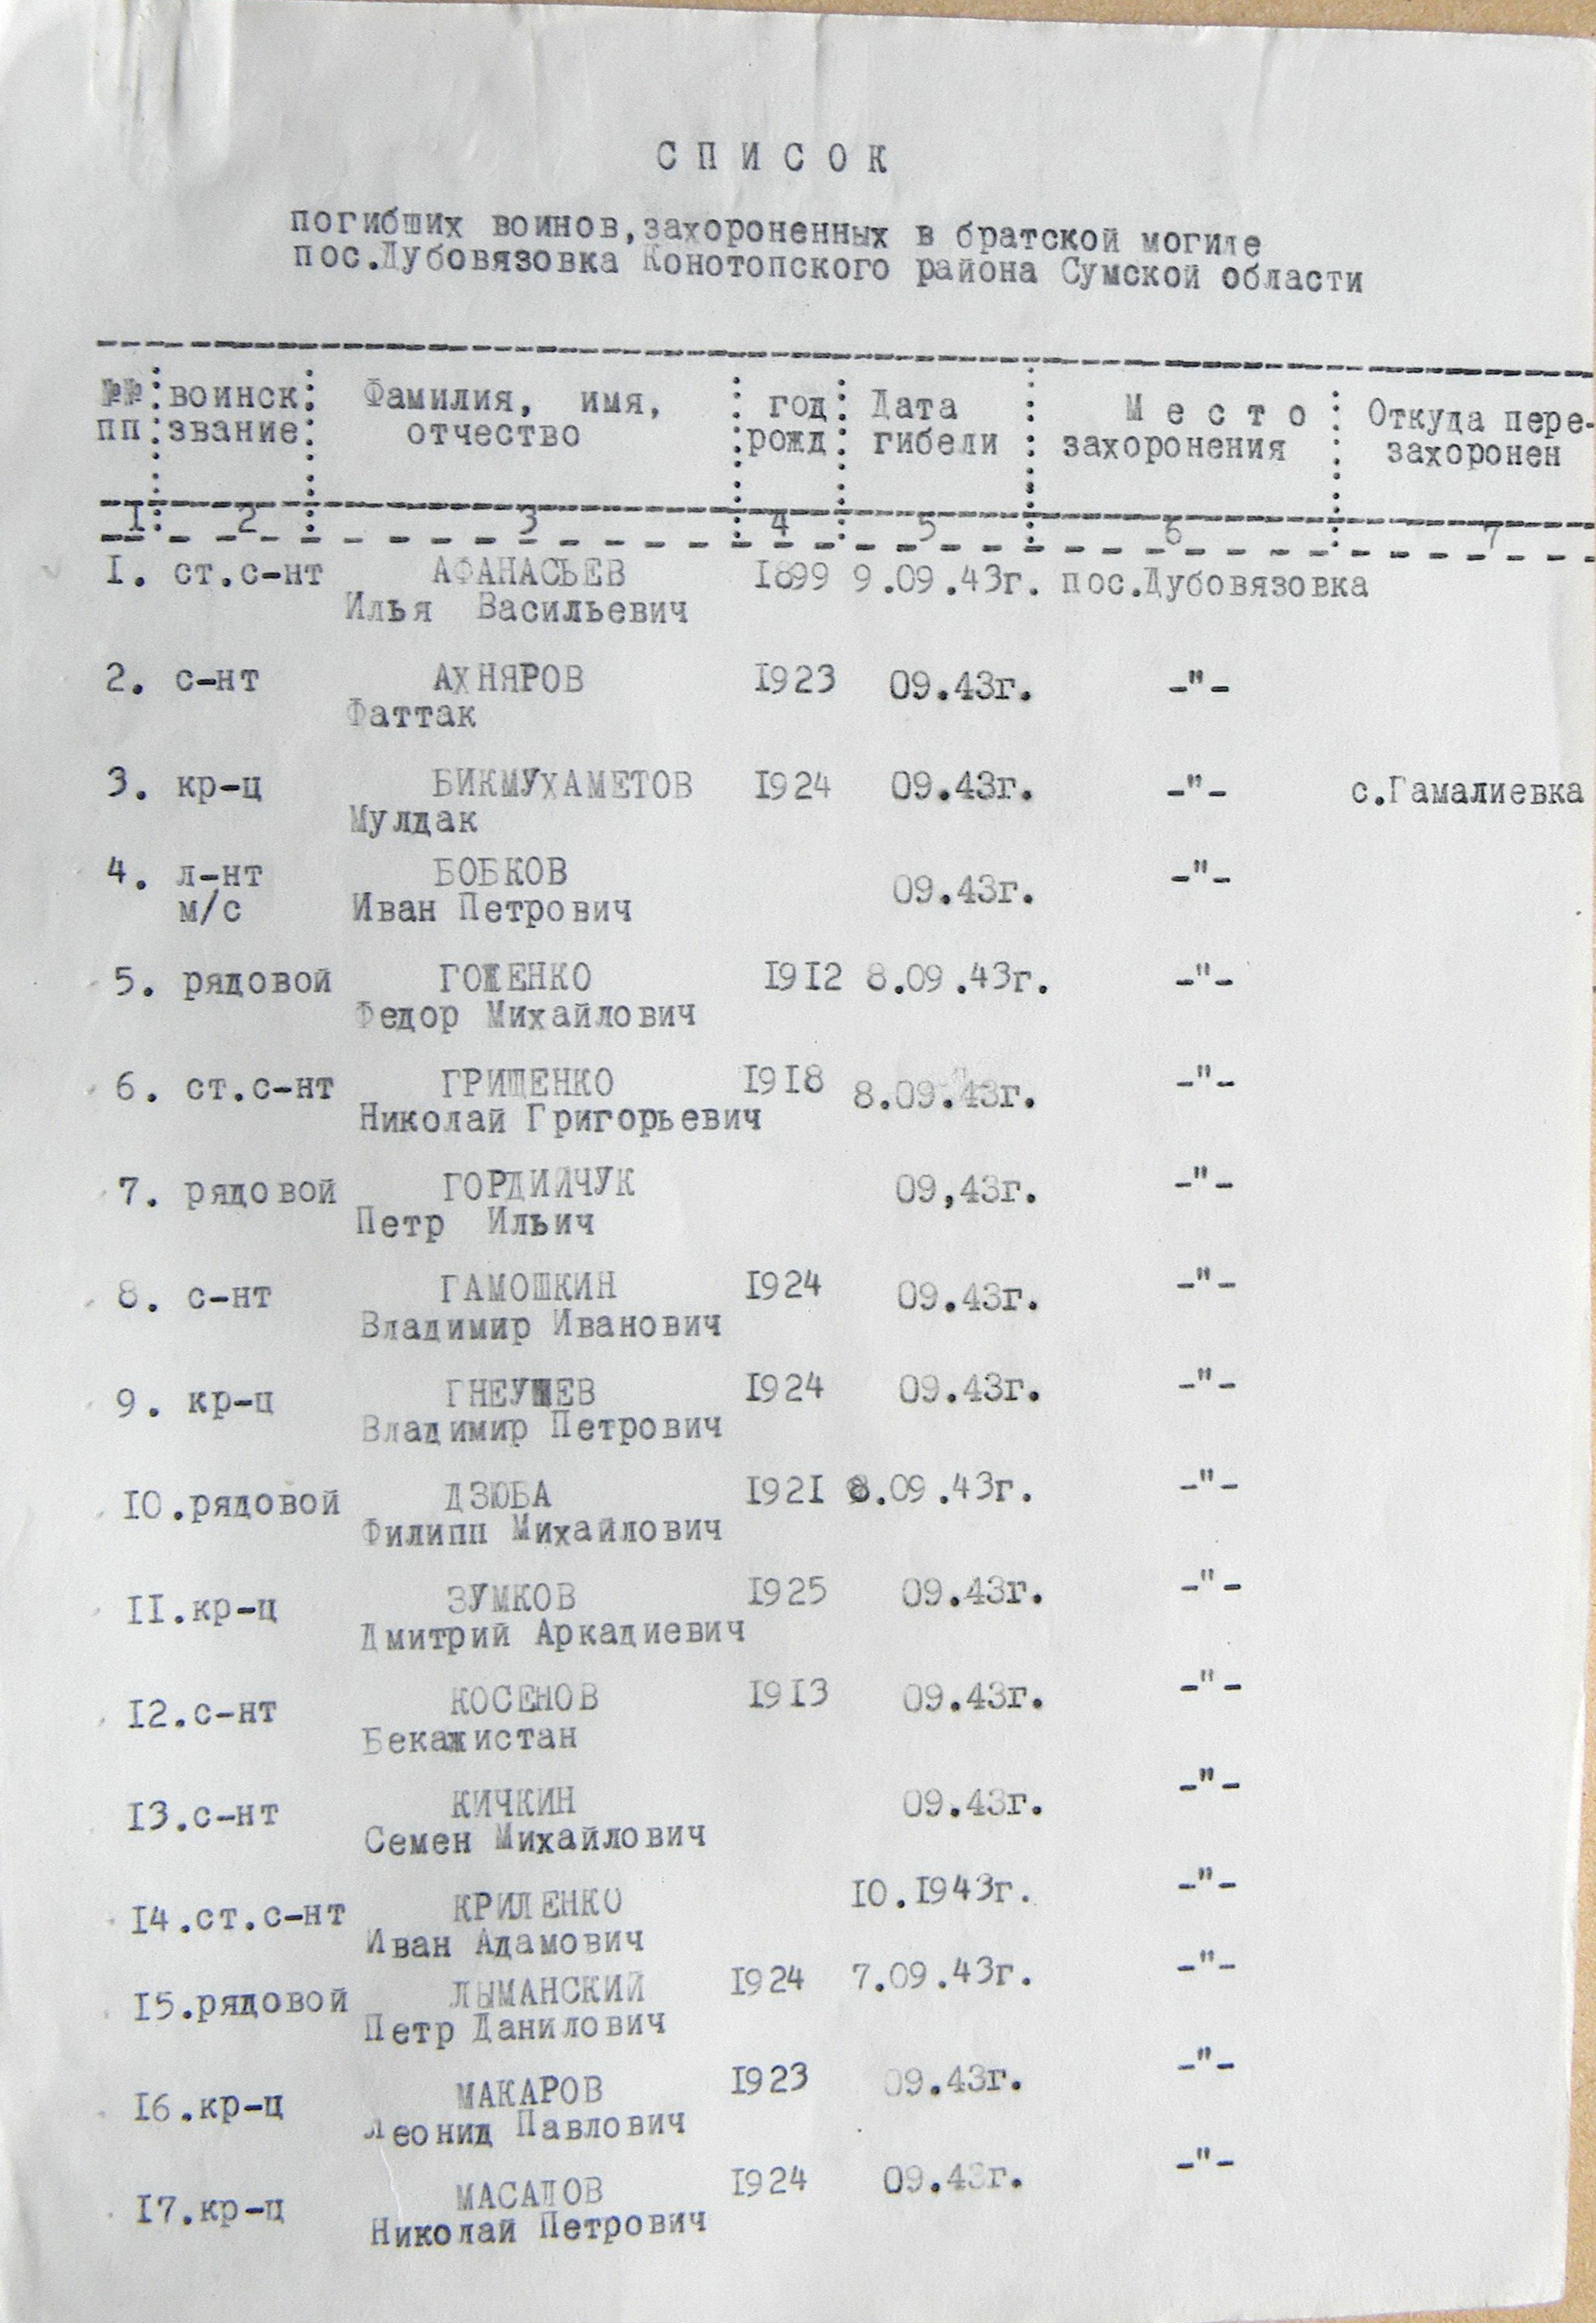 СПИСОК
погибших воинов, захороненных в братской могиле
пос.Дубовязовка Конотопского района Сумской области
№№ воинск Фамилия, имя, год Дата Место Откуда пере-
пп звание отчество рожд гибели захоронения захоронен
1 2 3 4 5 6 7
1. ст.с-нт АФАНАСЬЕВ 1899 9.09.43г. пос.Дубовязовка
Илья Васильевич
2. с-нт АХНЯРОВ 1923 09.43г. -"-
Фаттак
3. кр-ц БИКМУХАМЕТОВ 1924 09.43г. -"- с.Гамалиевка
Мулдак
4. л-нт БОБКОВ 09.43г. -"-
м/с Иван Петрович
5. рядовой ГОЖЕНКО 1912 8.09.43г. -"-
Федор Михайлович
6. ст.с-нт ГРИЩЕНКО 1918 8.09.43г. -"-
Николай Григорьевич
7. рядовой ГОРДИЙЧУК 09,43г. -"-
Петр Ильич
8. с-нт ГАМОШКИН 1924 09.43г. -"-
Владимир Иванович
9. кр-ц ГНЕУШЕВ 1924 09.43г. -"-
Владимир Петрович
10.рядовой ДЗЮБА 1921 8.09.43г. -"-
Филипп Михайлович
11.кр-ц ЗУМКОВ 1925 09.43г. -"-
Дмитрий Аркадиевич
12.с-нт КОСЕНОВ 1913 09.43г. -"-
Бекажистан
13.с-нт КИЧКИН 09.43г. -"-
Семен Михайлович
14.ст.с-нт КРИЛЕНКО 10.1943г. -"-
Иван Адамович
15.рядовой ЛЫМАНСКИЙ 1924 7.09.43г. -"-
Петр Данилович
16.кр-ц МАКАРОВ 1923 09.43г. -"-
Леонид Павлович
17.кр-ц МАСАЛОВ 1924 09.43г. -"-
Николай Петрович